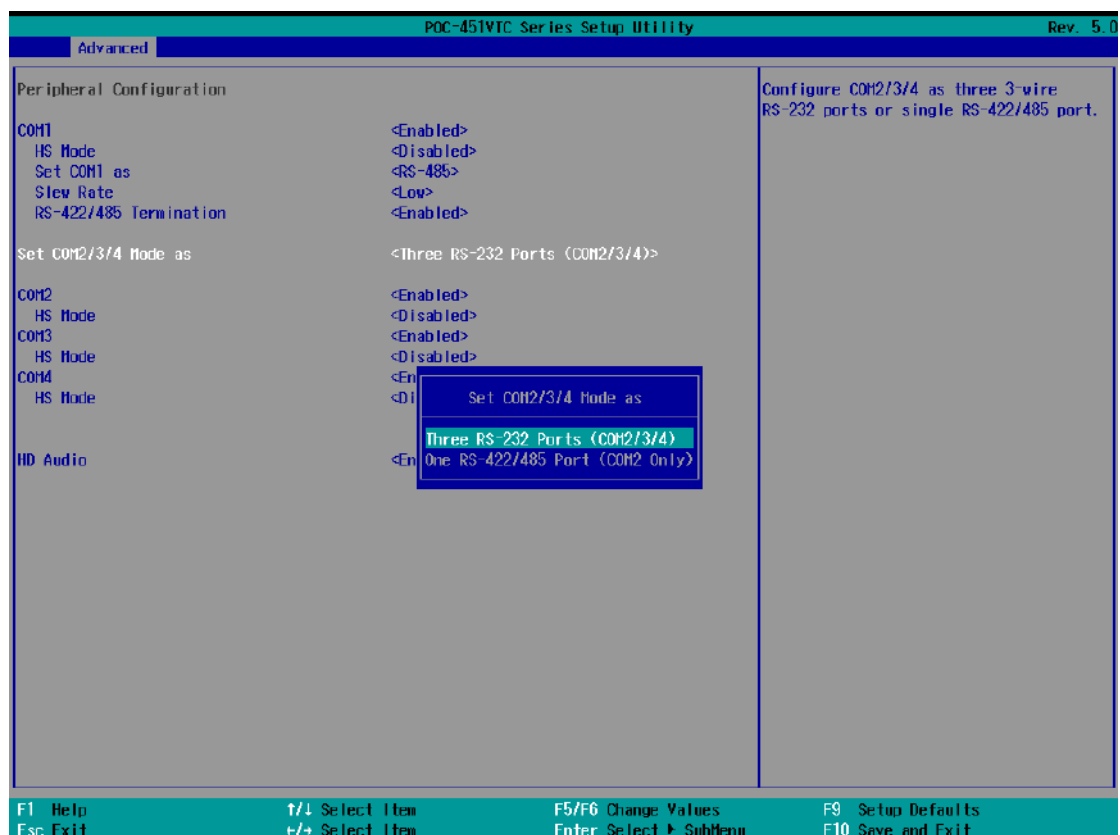 POC-451VTC Series Setup Utility Rev. 5.0
Advanced
Peripheral Configuration
COM1 <Enabled>
HS Mode <Disabled>
Set COM1 as <RS-485>
Slew Rate <Low>
RS-422/485 Termination <Enabled>
Set COM2/3/4 Mode as <Three RS-232 Ports (COM2/3/4)>
COM2 <Enabled>
HS Mode <Disabled>
COM3 <Enabled>
HS Mode <Disabled>
COM4 <En
HS Mode <Di
HD Audio <En
Set COM2/3/4 Mode as
Three RS-232 Ports (COM2/3/4)
One RS-422/485 Port (COM2 Only)
Configure COM2/3/4 as three 3-wire
RS-232 ports or single RS-422/485 port.
F1 Help ↑/↓ Select Item F5/F6 Change Values F9 Setup Defaults
Esc Exit ←/→ Select Item Enter Select ▶ SubMenu F10 Save and Exit